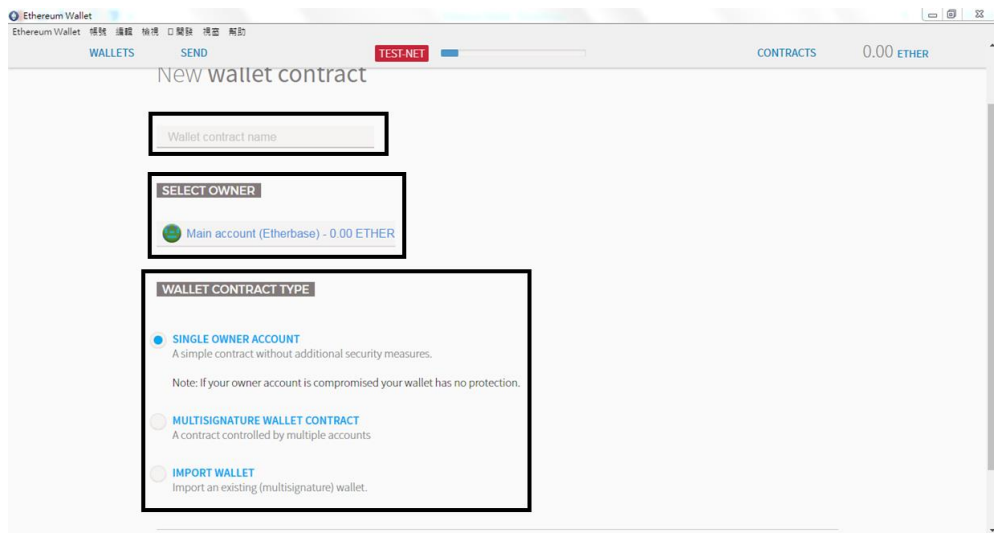 Ethereum Wallet
Ethereum Wallet 帳號 編輯 檢視 口開發 視窗 幫助
WALLETS SEND TEST-NET CONTRACTS 0.00 ETHER
New wallet contract
Wallet contract name
SELECT OWNER
Main account (Etherbase) - 0.00 ETHER
WALLET CONTRACT TYPE
SINGLE OWNER ACCOUNT
A simple contract without additional security measures.
Note: If your owner account is compromised your wallet has no protection.
MULTISIGNATURE WALLET CONTRACT
A contract controlled by multiple accounts
IMPORT WALLET
Import an existing (multisignature) wallet.